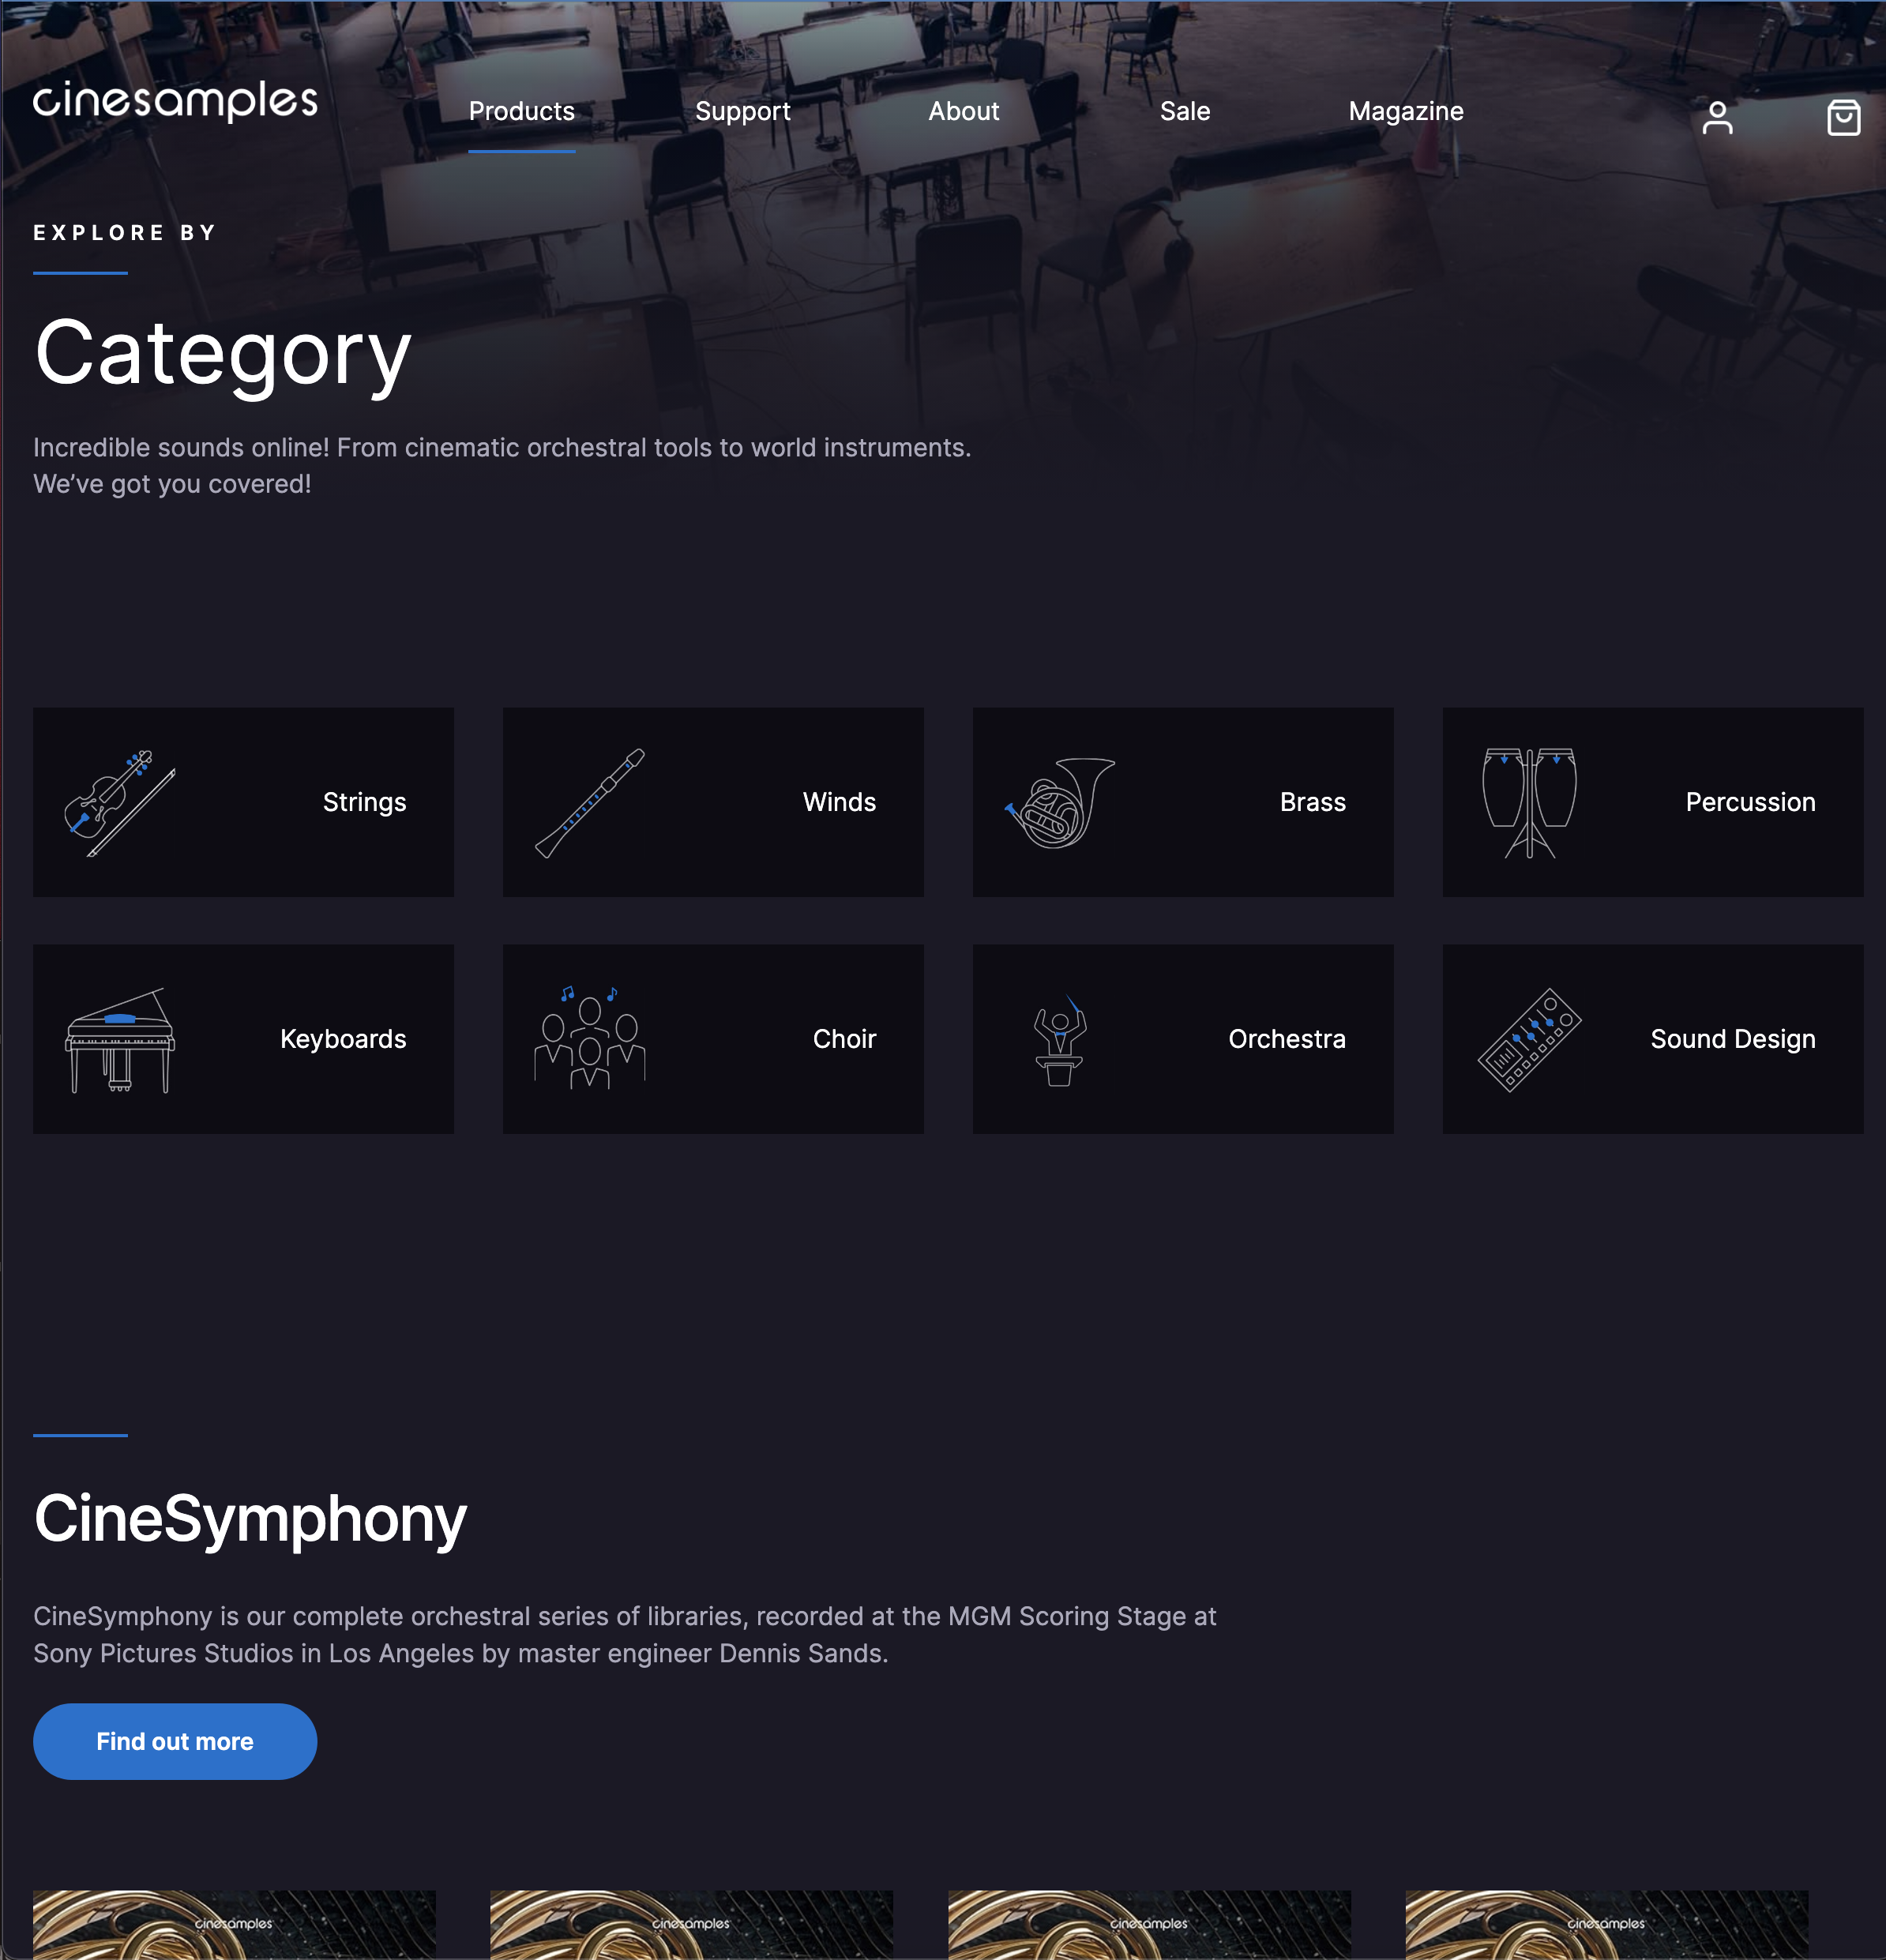 cinesamples
Products
Support
About
Sale
Magazine
EXPLORE BY
Category
Incredible sounds online! From cinematic orchestral tools to world instruments.
We’ve got you covered!
Strings
Winds
Brass
Percussion
Keyboards
Choir
Orchestra
Sound Design
CineSymphony
CineSymphony is our complete orchestral series of libraries, recorded at the MGM Scoring Stage at
Sony Pictures Studios in Los Angeles by master engineer Dennis Sands.
Find out more
cinesamples
cinesamples
cinesamples
cinesamples